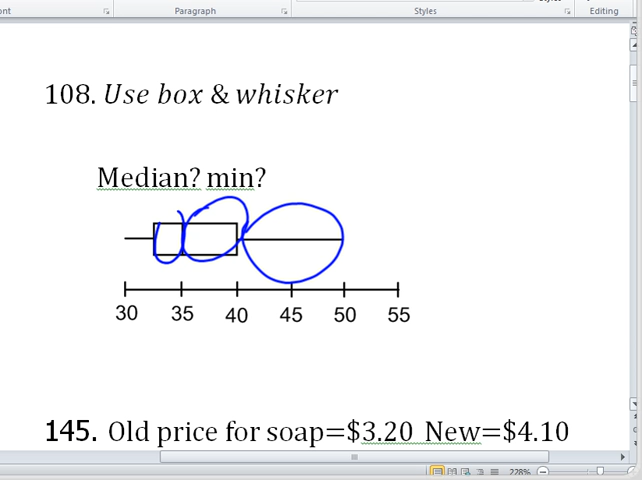 Paragraph
Styles
Editing
108. Use box & whisker
Median? min?
30 35 40 45 50 55
145. Old price for soap=$3.20 New=$4.10
228%